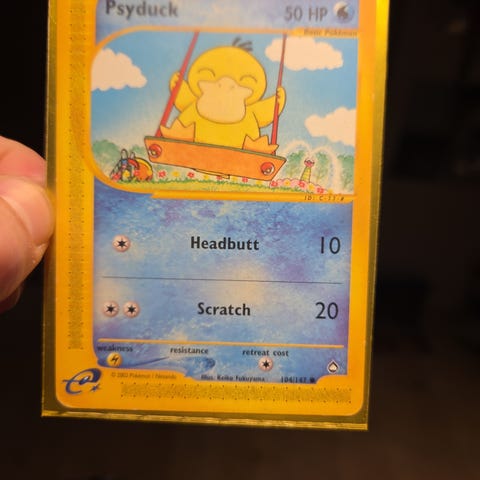 Psyduck 50 HP
Basic Pokémon
Headbutt 10
Scratch 20
weakness resistance retreat cost
© 2002 Pokémon / Nintendo
Illus. Keiko Fukuyama
104/147
e